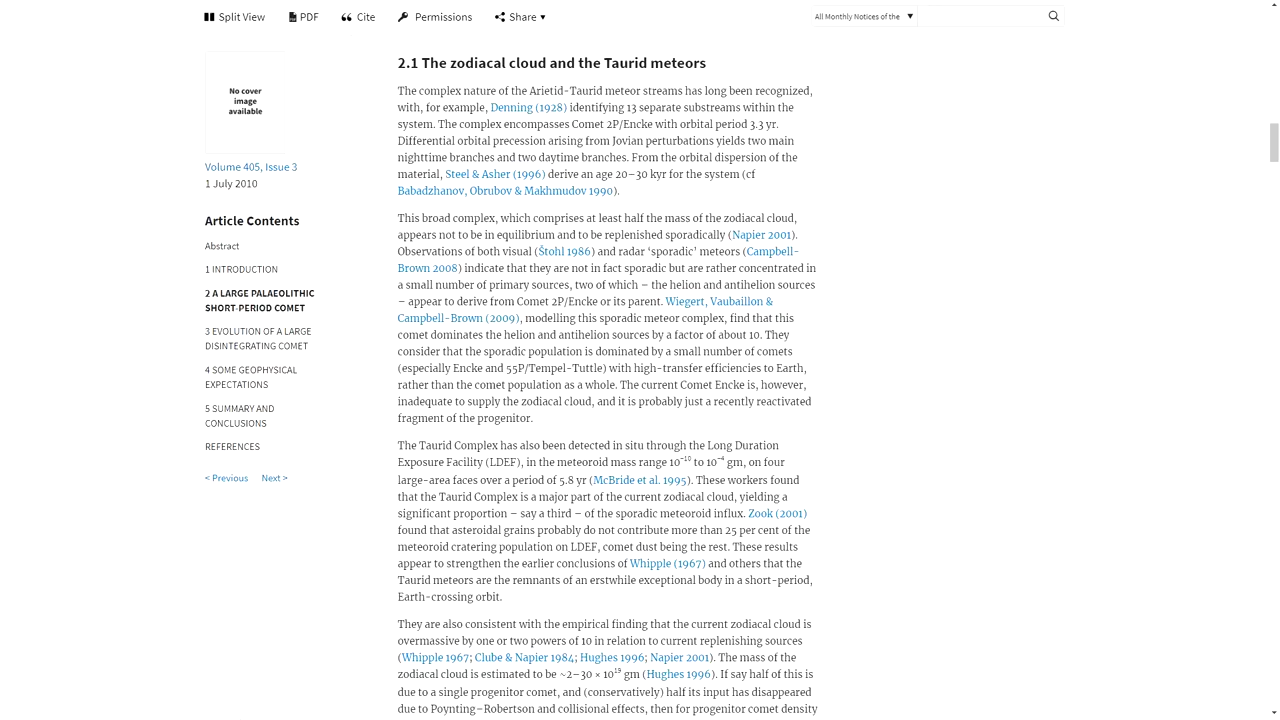 Split View
PDF
Cite
Permissions
Share ▼
All Monthly Notices of the ▼
No cover
image
available
Volume 405, Issue 3
1 July 2010
Article Contents
Abstract
1 INTRODUCTION
2 A LARGE PALAEOLITHIC
SHORT-PERIOD COMET
3 EVOLUTION OF A LARGE
DISINTEGRATING COMET
4 SOME GEOPHYSICAL
EXPECTATIONS
5 SUMMARY AND
CONCLUSIONS
REFERENCES
< Previous Next >
2.1 The zodiacal cloud and the Taurid meteors
The complex nature of the Arietid-Taurid meteor streams has long been recognized,
with, for example, Denning (1928) identifying 13 separate substreams within the
system. The complex encompasses Comet 2P/Encke with orbital period 3.3 yr.
Differential orbital precession arising from Jovian perturbations yields two main
nighttime branches and two daytime branches. From the orbital dispersion of the
material, Steel & Asher (1996) derive an age 20–30 kyr for the system (cf
Babadzhanov, Obrubov & Makhmudov 1990).
This broad complex, which comprises at least half the mass of the zodiacal cloud,
appears not to be in equilibrium and to be replenished sporadically (Napier 2001).
Observations of both visual (Štohl 1986) and radar ‘sporadic’ meteors (Campbell-
Brown 2008) indicate that they are not in fact sporadic but are rather concentrated in
a small number of primary sources, two of which – the helion and antihelion sources
– appear to derive from Comet 2P/Encke or its parent. Wiegert, Vaubaillon &
Campbell-Brown (2009), modelling this sporadic meteor complex, find that this
comet dominates the helion and antihelion sources by a factor of about 10. They
consider that the sporadic population is dominated by a small number of comets
(especially Encke and 55P/Tempel-Tuttle) with high-transfer efficiencies to Earth,
rather than the comet population as a whole. The current Comet Encke is, however,
inadequate to supply the zodiacal cloud, and it is probably just a recently reactivated
fragment of the progenitor.
The Taurid Complex has also been detected in situ through the Long Duration
Exposure Facility (LDEF), in the meteoroid mass range 10⁻¹⁰ to 10⁻⁴ gm, on four
large-area faces over a period of 5.8 yr (McBride et al. 1995). These workers found
that the Taurid Complex is a major part of the current zodiacal cloud, yielding a
significant proportion – say a third – of the sporadic meteoroid influx. Zook (2001)
found that asteroidal grains probably do not contribute more than 25 per cent of the
meteoroid cratering population on LDEF, comet dust being the rest. These results
appear to strengthen the earlier conclusions of Whipple (1967) and others that the
Taurid meteors are the remnants of an erstwhile exceptional body in a short-period,
Earth-crossing orbit.
They are also consistent with the empirical finding that the current zodiacal cloud is
overmassive by one or two powers of 10 in relation to current replenishing sources
(Whipple 1967; Clube & Napier 1984; Hughes 1996; Napier 2001). The mass of the
zodiacal cloud is estimated to be ~2–30 × 10¹⁹ gm (Hughes 1996). If say half of this is
due to a single progenitor comet, and (conservatively) half its input has disappeared
due to Poynting–Robertson and collisional effects, then for progenitor comet density